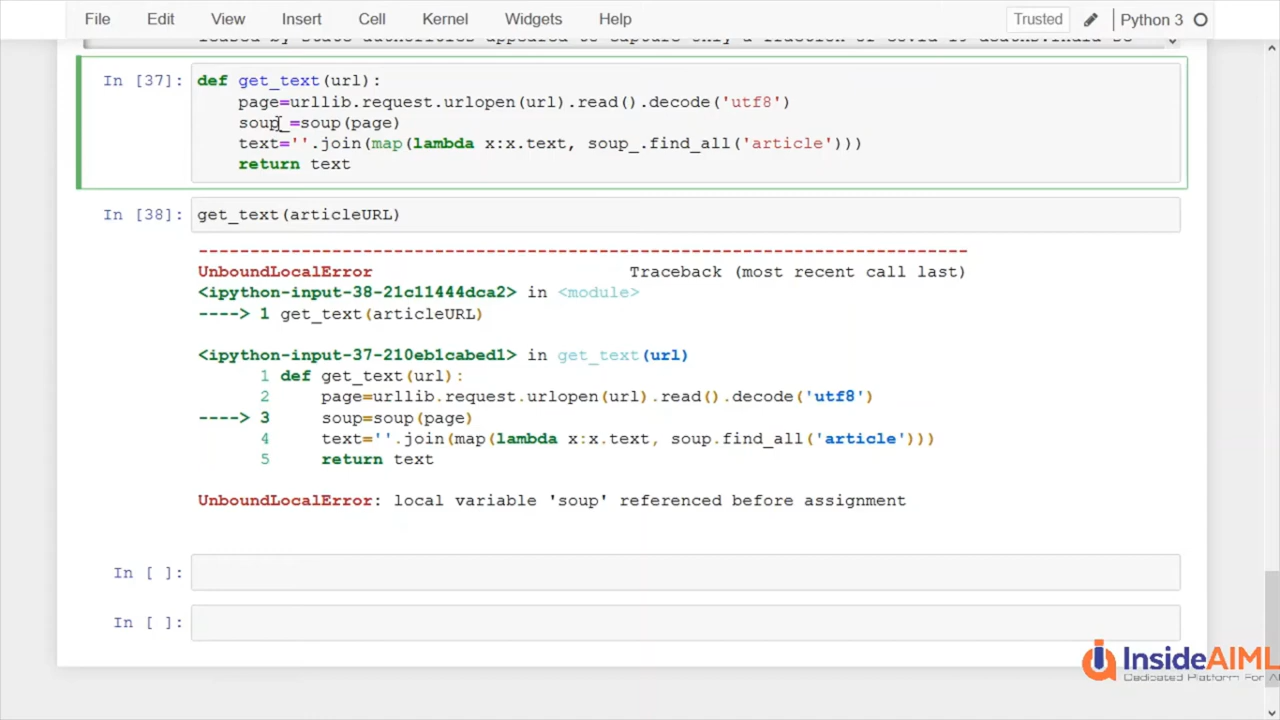 File Edit View Insert Cell Kernel Widgets Help Trusted Python 3
In [37]: def get_text(url):
page=urllib.request.urlopen(url).read().decode('utf8')
soup_=soup(page)
text=''.join(map(lambda x:x.text, soup_.find_all('article')))
return text
In [38]: get_text(articleURL)
---------------------------------------------------------------------------
UnboundLocalError Traceback (most recent call last)
<ipython-input-38-21c11444dca2> in <module>
----> 1 get_text(articleURL)
<ipython-input-37-210eb1cabed1> in get_text(url)
1 def get_text(url):
2 page=urllib.request.urlopen(url).read().decode('utf8')
----> 3 soup=soup(page)
4 text=''.join(map(lambda x:x.text, soup.find_all('article')))
5 return text
UnboundLocalError: local variable 'soup' referenced before assignment
In [ ]:
In [ ]:
InsideAIML
Dedicated Platform For